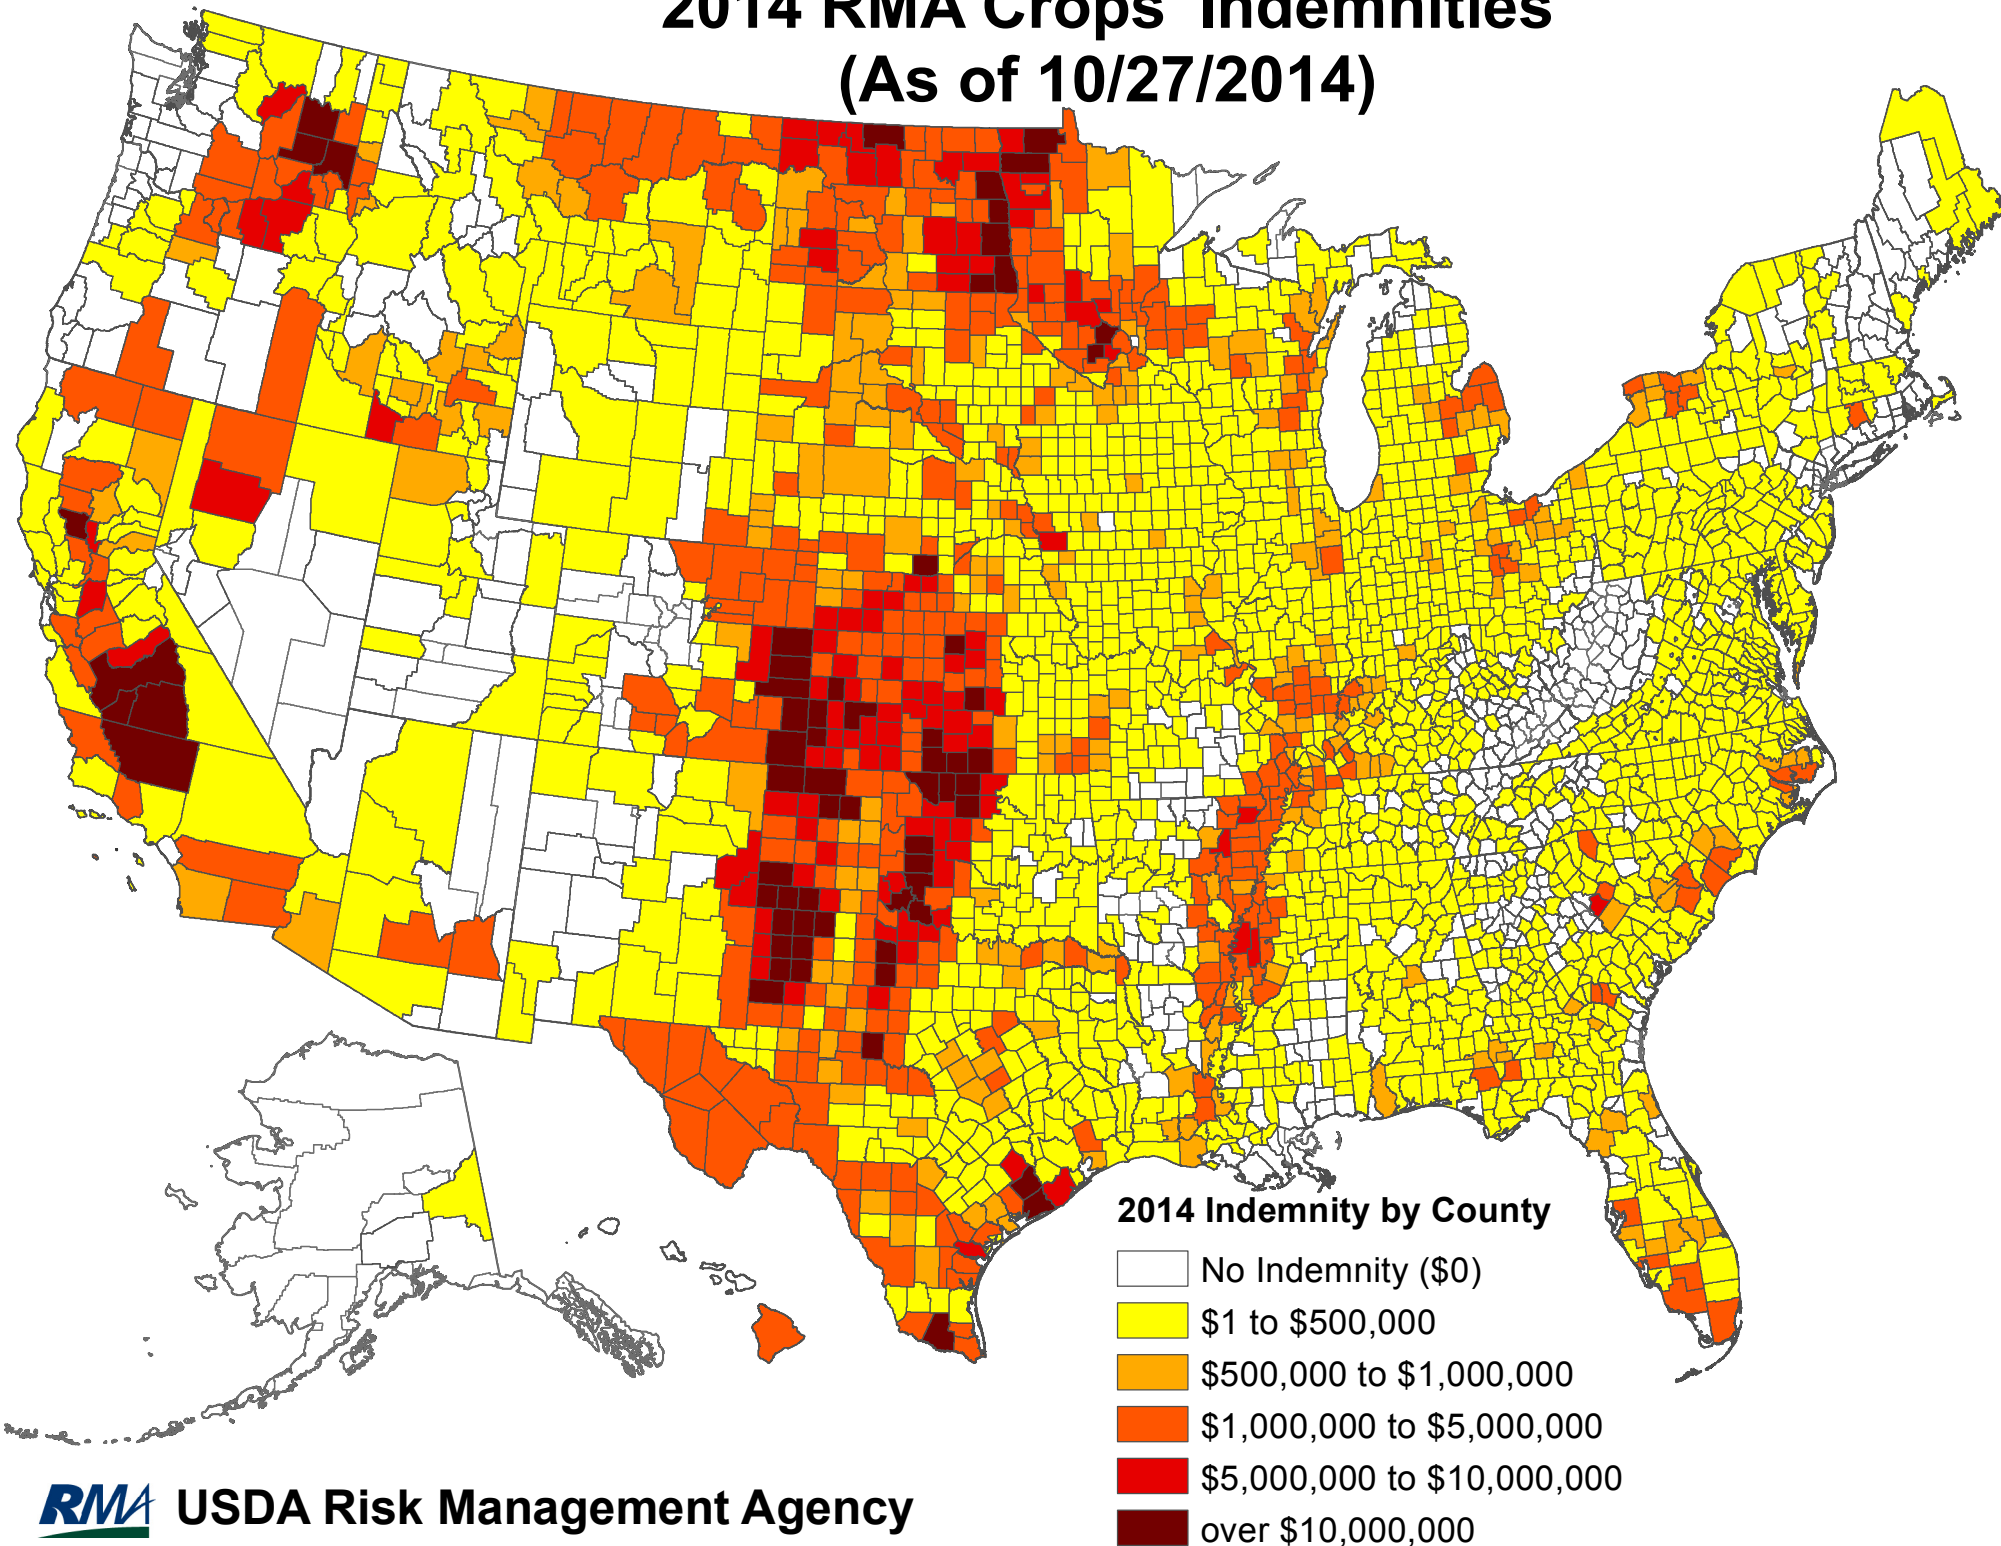 2014 RMA Crops' Indemnities
(As of 10/27/2014)
2014 Indemnity by County
No Indemnity ($0)
$1 to $500,000
$500,000 to $1,000,000
$1,000,000 to $5,000,000
$5,000,000 to $10,000,000
over $10,000,000
RMA USDA Risk Management Agency